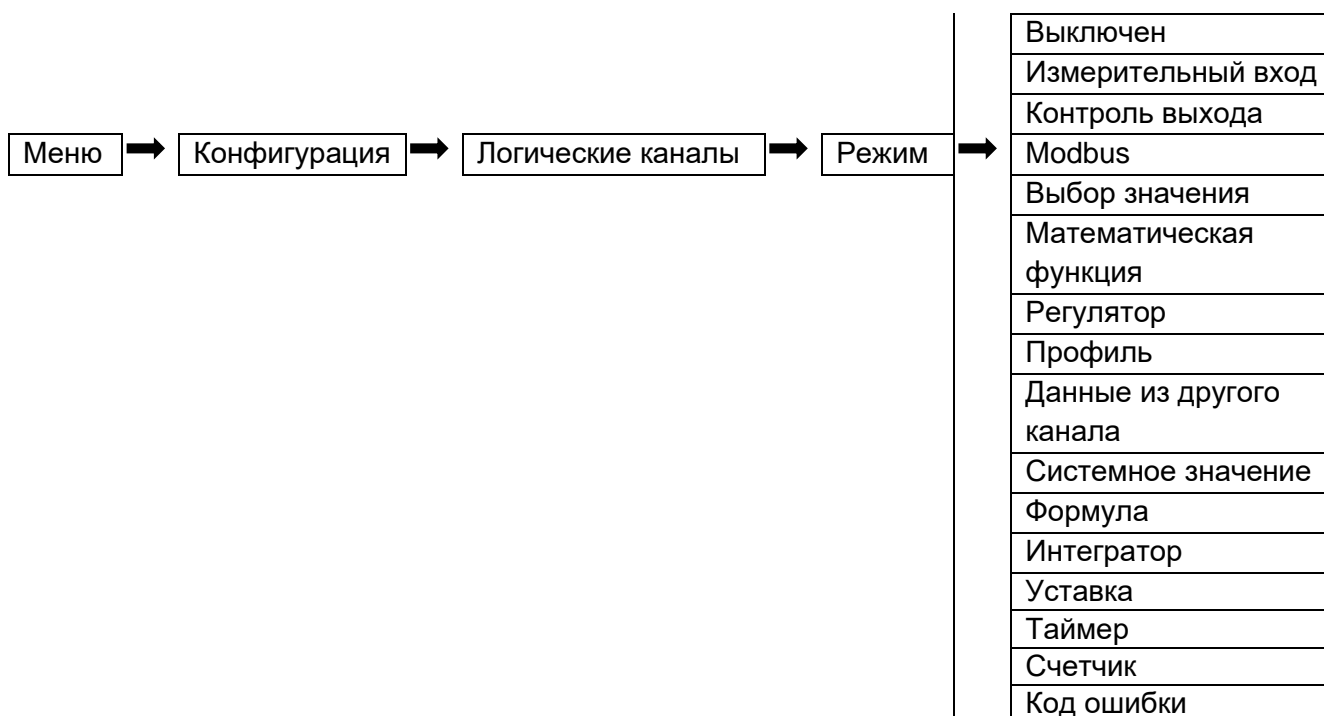 Меню
Конфигурация
Логические каналы
Режим
Выключен
Измерительный вход
Контроль выхода
Modbus
Выбор значения
Математическая
функция
Регулятор
Профиль
Данные из другого
канала
Системное значение
Формула
Интегратор
Уставка
Таймер
Счетчик
Код ошибки